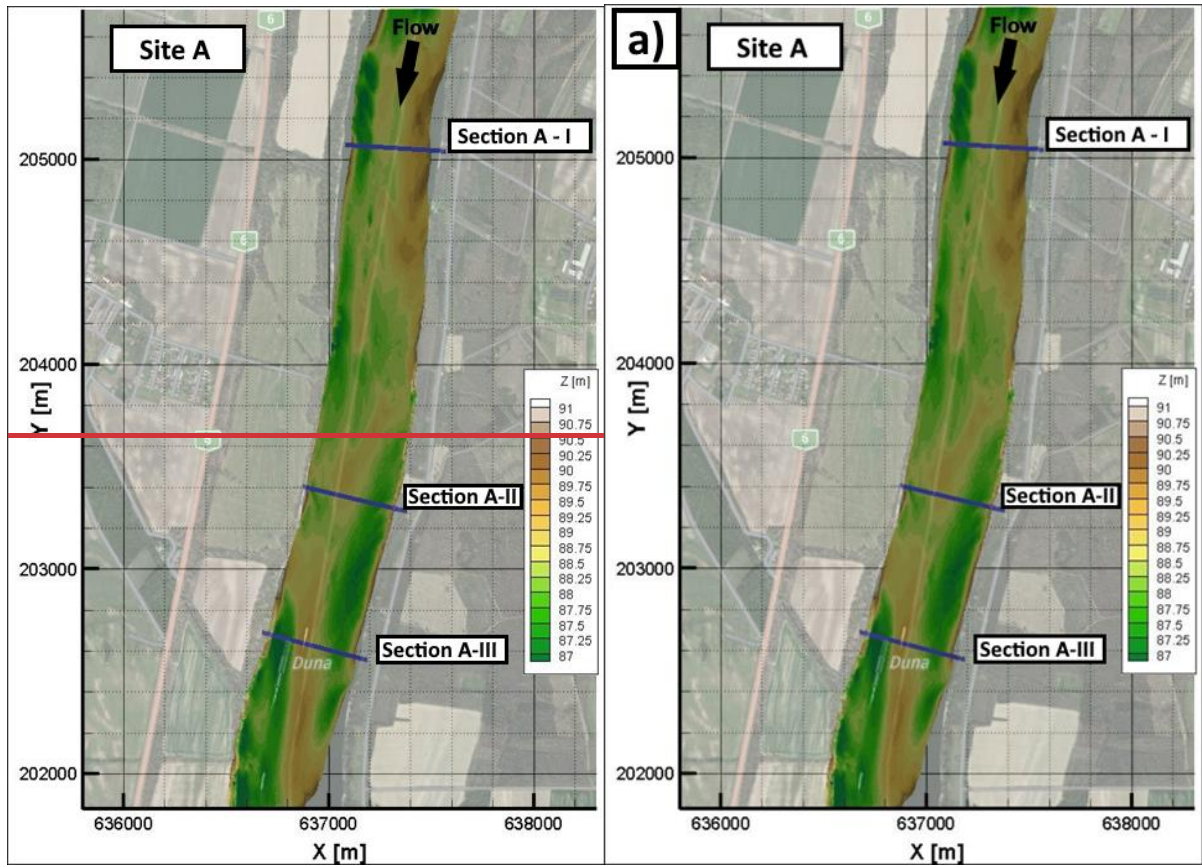 Site A
6
Flow
Section A - I
205000
6
204000
Y [m]
Z [m]
91
90.75
90.5
90.25
90
89.75
89.5
89.25
89
88.75
88.5
88.25
88
87.75
87.5
87.25
87
6
Section A-II
203000
Section A-III
Duna
202000
636000 637000 638000
X [m]
a)
Site A
6
Flow
Section A - I
205000
6
204000
Y [m]
Z [m]
91
90.75
90.5
90.25
90
89.75
89.5
89.25
89
88.75
88.5
88.25
88
87.75
87.5
87.25
87
6
Section A-II
203000
Section A-III
Duna
202000
636000 637000 638000
X [m]